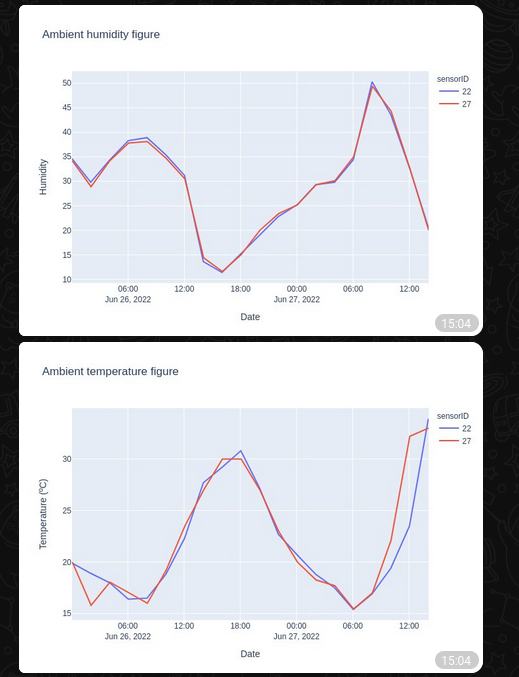 Ambient humidity figure
sensorID
22
27
50
45
40
35
30
25
20
15
10
Humidity
06:00 12:00 18:00 00:00 06:00 12:00
Jun 26, 2022 Jun 27, 2022
Date
15:04
Ambient temperature figure
sensorID
22
27
30
25
20
15
Temperature (ºC)
06:00 12:00 18:00 00:00 06:00 12:00
Jun 26, 2022 Jun 27, 2022
Date
15:04